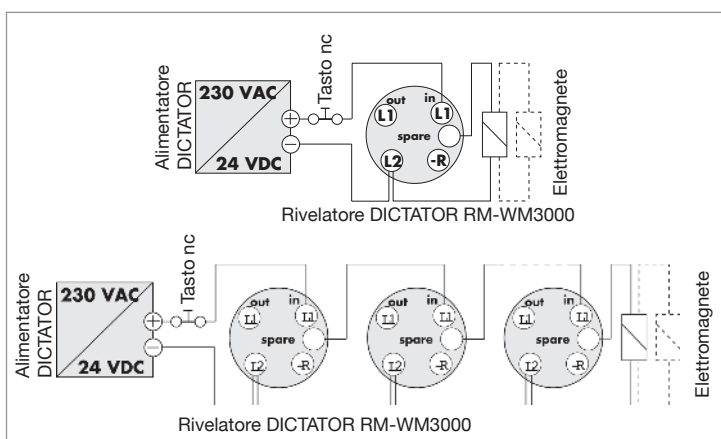 Alimentatore
DICTATOR
230 VAC
24 VDC
+
−
Tasto nc
out
in
L1
L1
spare
L2
-R
Elettromagnete
Rivelatore DICTATOR RM-WM3000
Alimentatore
DICTATOR
230 VAC
24 VDC
+
−
Tasto nc
out
in
L1
L1
spare
L2
-R
out
in
L1
L1
spare
L2
-R
out
in
L1
L1
spare
L2
-R
Elettromagnete
Rivelatore DICTATOR RM-WM3000